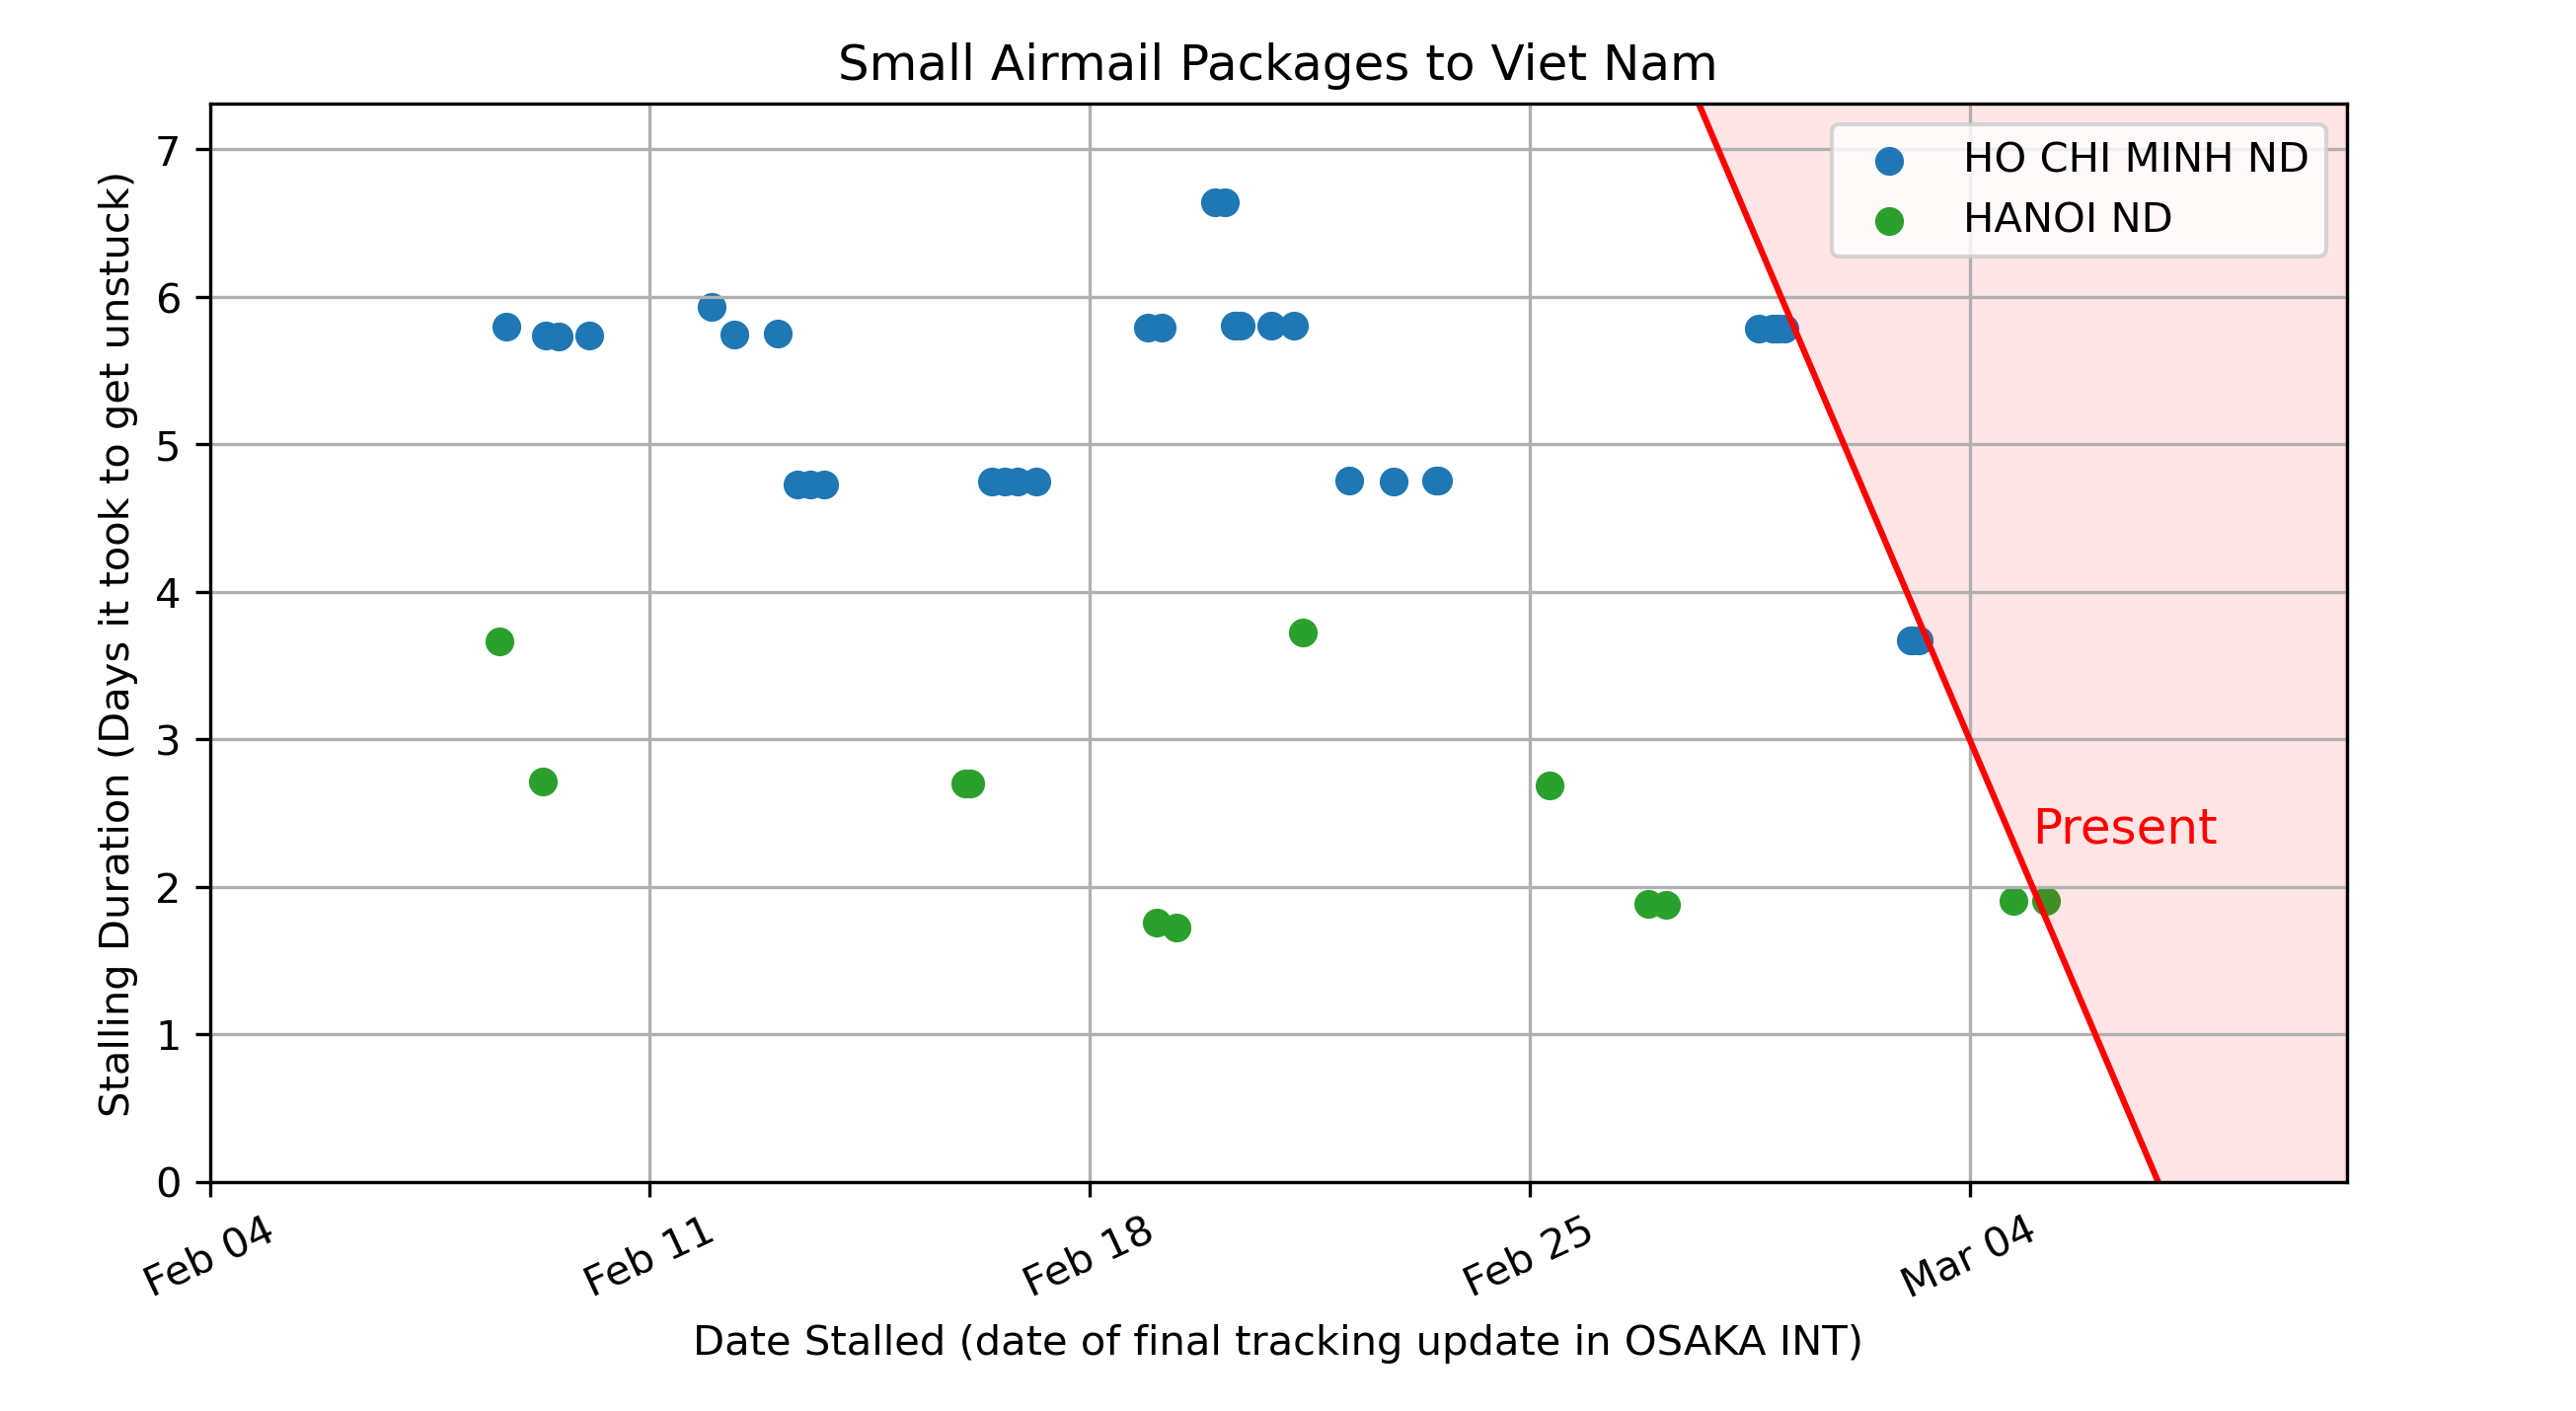 Small Airmail Packages to Viet Nam
HO CHI MINH ND
HANOI ND
Present
Stalling Duration (Days it took to get unstuck)
7
6
5
4
3
2
1
0
Feb 04
Feb 11
Feb 18
Feb 25
Mar 04
Date Stalled (date of final tracking update in OSAKA INT)